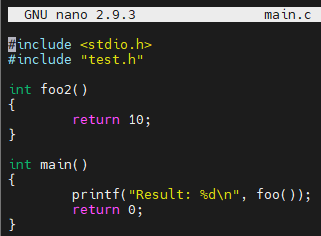 GNU nano 2.9.3 main.c
#include <stdio.h>
#include "test.h"
int foo2()
{
        return 10;
}
int main()
{
        printf("Result: %d\n", foo());
        return 0;
}